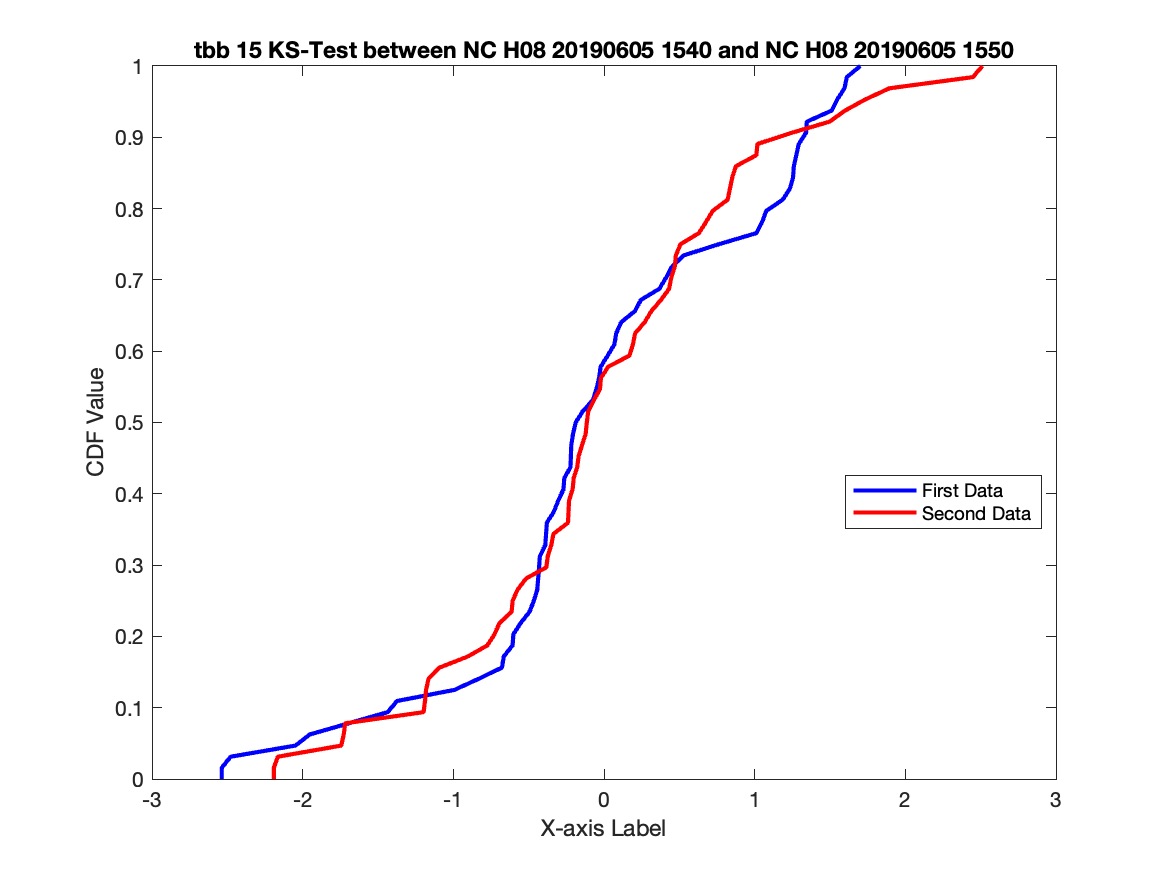 tbb 15 KS-Test between NC H08 20190605 1540 and NC H08 20190605 1550
1
0.9
0.8
0.7
0.6
0.5
0.4
0.3
0.2
0.1
0
CDF Value
First Data
Second Data
-3 -2 -1 0 1 2 3
X-axis Label